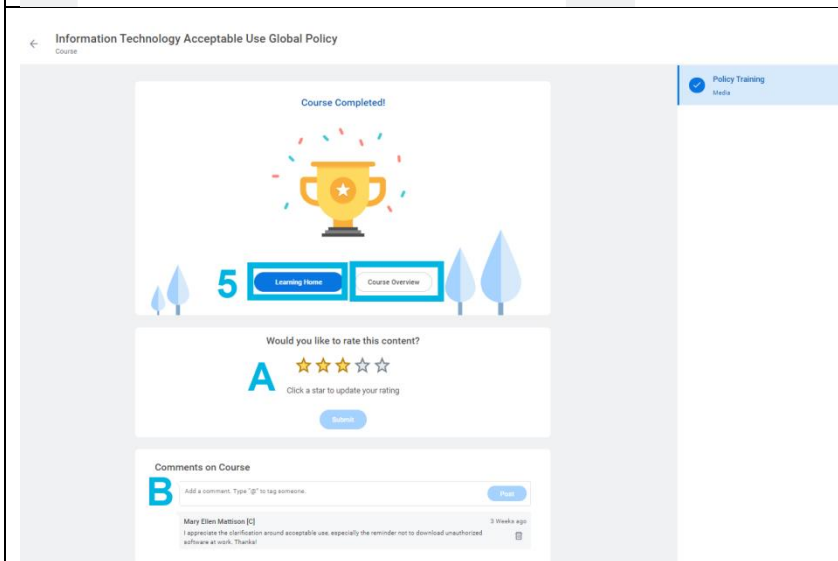 Information Technology Acceptable Use Global Policy
Course
Policy Training
Media
Course Completed!
5
Learning Home
Course Overview
Would you like to rate this content?
A
Click a star to update your rating
Submit
Comments on Course
B
Add a comment. Type "@" to tag someone.
Post
Mary Ellen Mattison [C]
3 Weeks ago
I appreciate the clarification around acceptable use, especially the reminder not to download unauthorized
software at work. Thanks!